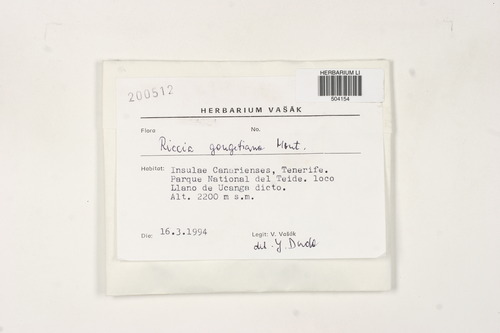 200512
HERBARIUM LI
504154
HERBARIUM VAŠÁK
Flora No.
Riccia gougetiana Mont.
Habitat: Insulae Canarienses, Tenerife.
Parque National del Teide. loco
Llano de Ucanga dicto.
Alt. 2200 m s.m.
Die: 16.3.1994
Legit: V. Vašák
det. J. Duda